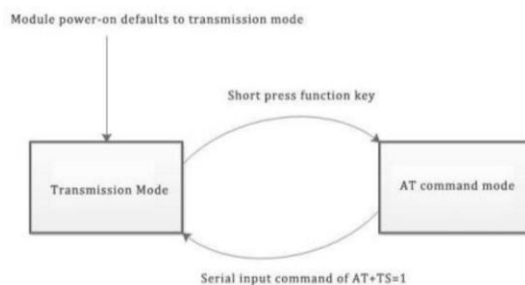 Module power-on defaults to transmission mode
Short press function key
Transmission Mode
AT command mode
Serial input command of AT+TS=1